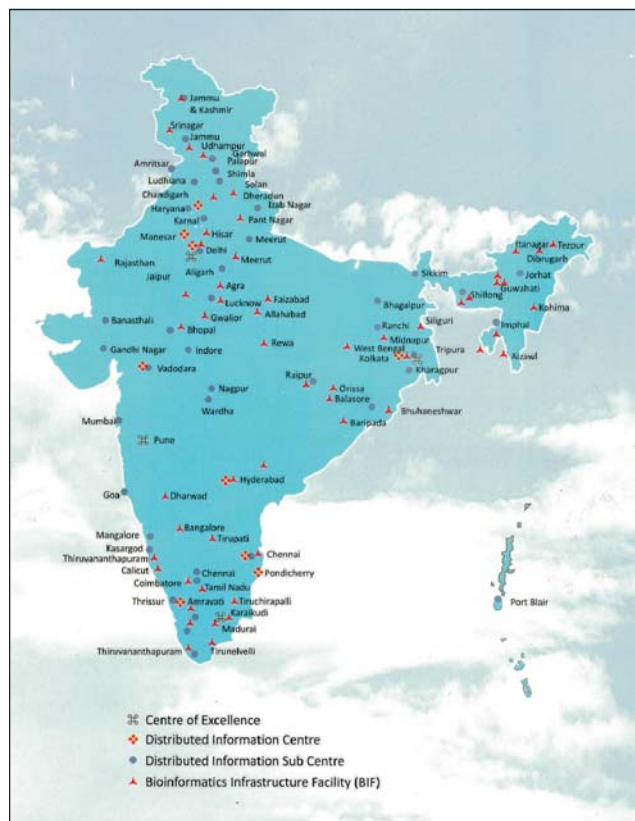 Jammu
& Kashmir
Srinagar
Jammu
Udhampur
Garhwal
Amritsar
Palapur
Shimla
Ludhiana
Solan
Chandigarh
Dheradun
Haryana
Izab Nagar
Karnal
Pant Nagar
Manesar
Hisar
Meerut
Delhi
Rajasthan
Meerut
Jaipur
Aligarh
Sikkim
Itanagar
Tezpur
Dibrugarh
Jorhat
Agra
Guwahati
Shillong
Lucknow
Faizabad
Bhagalpur
Kohima
Gwalior
Allahabad
Banasthali
Bhopal
Ranchi
Siliguri
Imphal
Midnapur
Gandhi Nagar
Indore
Rewa
West Bengal
Tripura
Kolkata
Aizawl
Vadodara
Kharagpur
Raipur
Nagpur
Orissa
Wardha
Balasore
Bhuhaneshwar
Mumbai
Baripada
Pune
Hyderabad
Goa
Dharwad
Bangalore
Mangalore
Tirupati
Kasargod
Chennai
Thiruvananthapuram
Calicut
Chennai
Pondicherry
Coimbatore
Tamil Nadu
Thrissur
Amravati
Tiruchirapalli
Port Blair
Karaikudi
Madurai
Thiruvananthapuram
Tirunelvelli
Centre of Excellence
Distributed Information Centre
Distributed Information Sub Centre
Bioinformatics Infrastructure Facility (BIF)